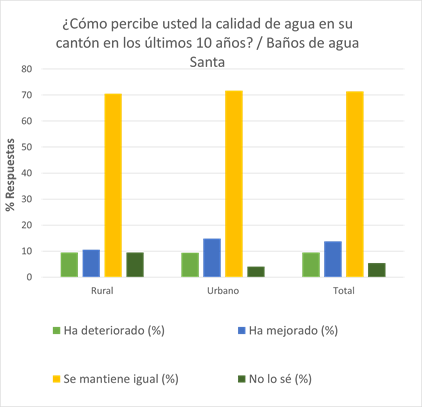 ¿Cómo percibe usted la calidad de agua en su
cantón en los últimos 10 años? / Baños de agua
Santa
80
70
60
50
40
30
20
10
0
% Respuestas
Rural Urbano Total
Ha deteriorado (%) Ha mejorado (%)
Se mantiene igual (%) No lo sé (%)